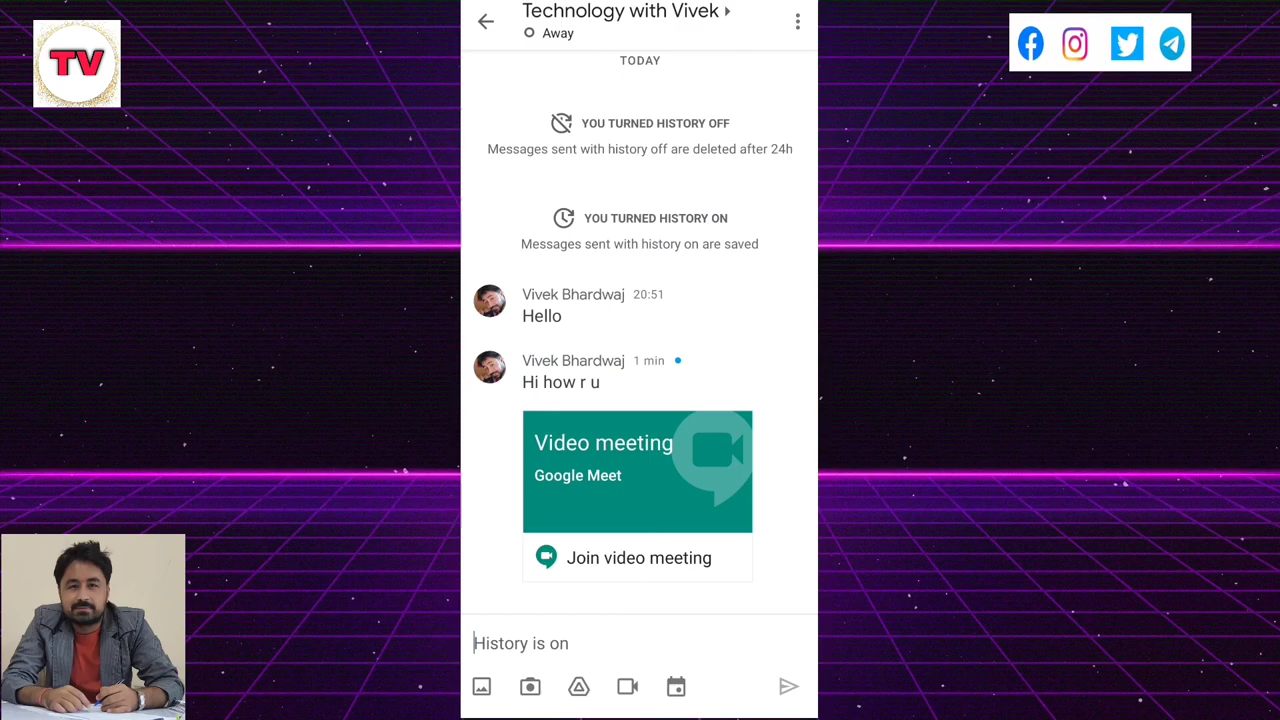 TV
Technology with Vivek
Away
TODAY
YOU TURNED HISTORY OFF
Messages sent with history off are deleted after 24h
YOU TURNED HISTORY ON
Messages sent with history on are saved
Vivek Bhardwaj 20:51
Hello
Vivek Bhardwaj 1 min
Hi how r u
Video meeting
Google Meet
Join video meeting
History is on